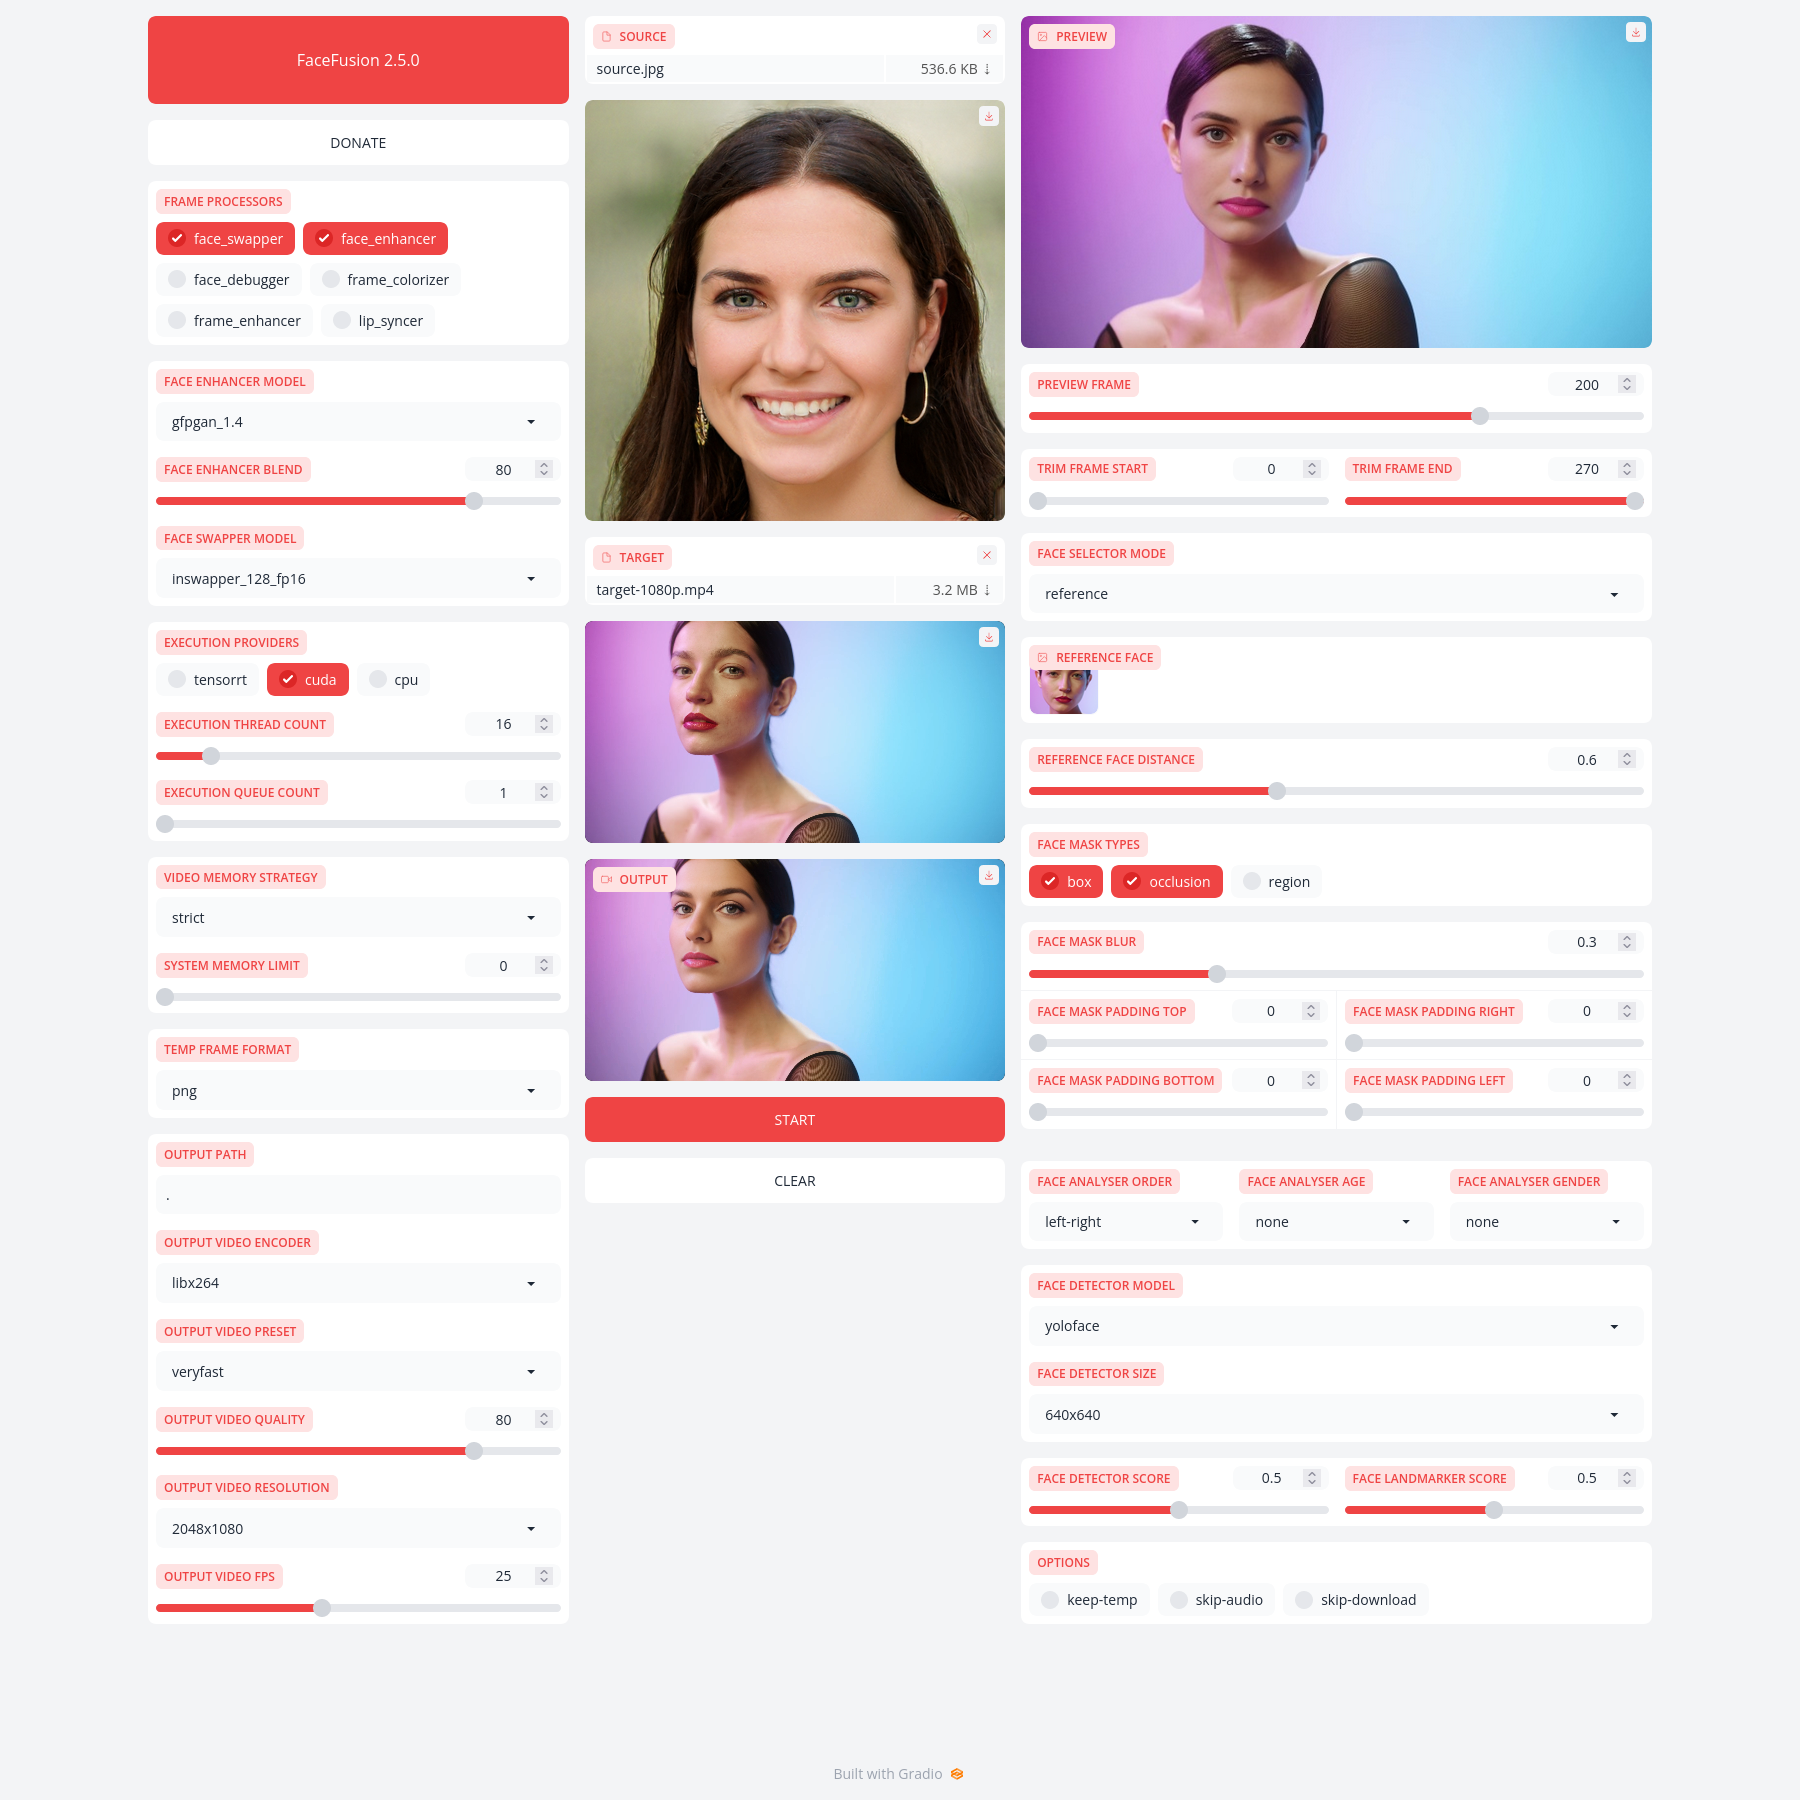 FaceFusion 2.5.0
DONATE
FRAME PROCESSORS
face_swapper
face_enhancer
face_debugger
frame_colorizer
frame_enhancer
lip_syncer
FACE ENHANCER MODEL
gfpgan_1.4
FACE ENHANCER BLEND
80
FACE SWAPPER MODEL
inswapper_128_fp16
EXECUTION PROVIDERS
tensorrt
cuda
cpu
EXECUTION THREAD COUNT
16
EXECUTION QUEUE COUNT
1
VIDEO MEMORY STRATEGY
strict
SYSTEM MEMORY LIMIT
0
TEMP FRAME FORMAT
png
OUTPUT PATH
.
OUTPUT VIDEO ENCODER
libx264
OUTPUT VIDEO PRESET
veryfast
OUTPUT VIDEO QUALITY
80
OUTPUT VIDEO RESOLUTION
2048x1080
OUTPUT VIDEO FPS
25
SOURCE
source.jpg
536.6 KB ↓
TARGET
target-1080p.mp4
3.2 MB ↓
OUTPUT
START
CLEAR
PREVIEW
PREVIEW FRAME
200
TRIM FRAME START
0
TRIM FRAME END
270
FACE SELECTOR MODE
reference
REFERENCE FACE
REFERENCE FACE DISTANCE
0.6
FACE MASK TYPES
box
occlusion
region
FACE MASK BLUR
0.3
FACE MASK PADDING TOP
0
FACE MASK PADDING RIGHT
0
FACE MASK PADDING BOTTOM
0
FACE MASK PADDING LEFT
0
FACE ANALYSER ORDER
left-right
FACE ANALYSER AGE
none
FACE ANALYSER GENDER
none
FACE DETECTOR MODEL
yoloface
FACE DETECTOR SIZE
640x640
FACE DETECTOR SCORE
0.5
FACE LANDMARKER SCORE
0.5
OPTIONS
keep-temp
skip-audio
skip-download
Built with Gradio